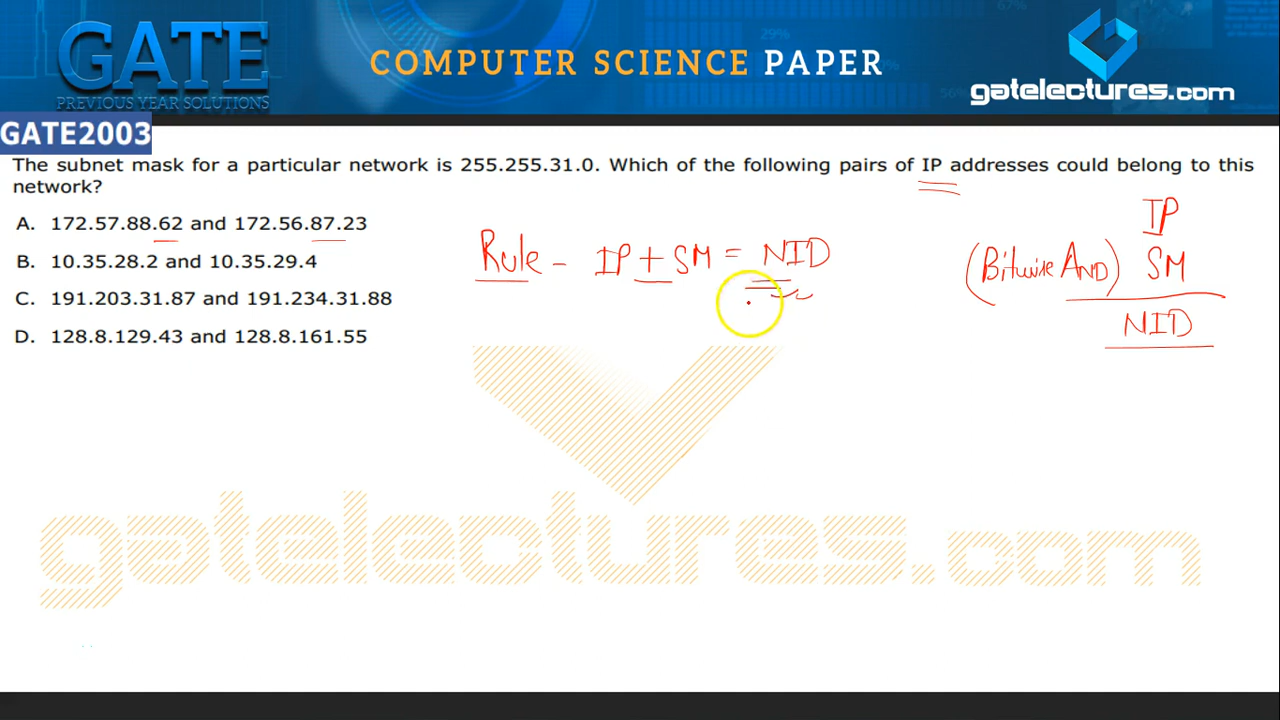 GATE
PREVIOUS YEAR SOLUTIONS
COMPUTER SCIENCE PAPER
gatelectures.com
67%
29%
GATE2003
The subnet mask for a particular network is 255.255.31.0. Which of the following pairs of IP addresses could belong to this
network?
A. 172.57.88.62 and 172.56.87.23
B. 10.35.28.2 and 10.35.29.4
C. 191.203.31.87 and 191.234.31.88
D. 128.8.129.43 and 128.8.161.55
Rule - IP + SM = NID
IP
(Bitwise AND) SM
NID
gatelectures.com